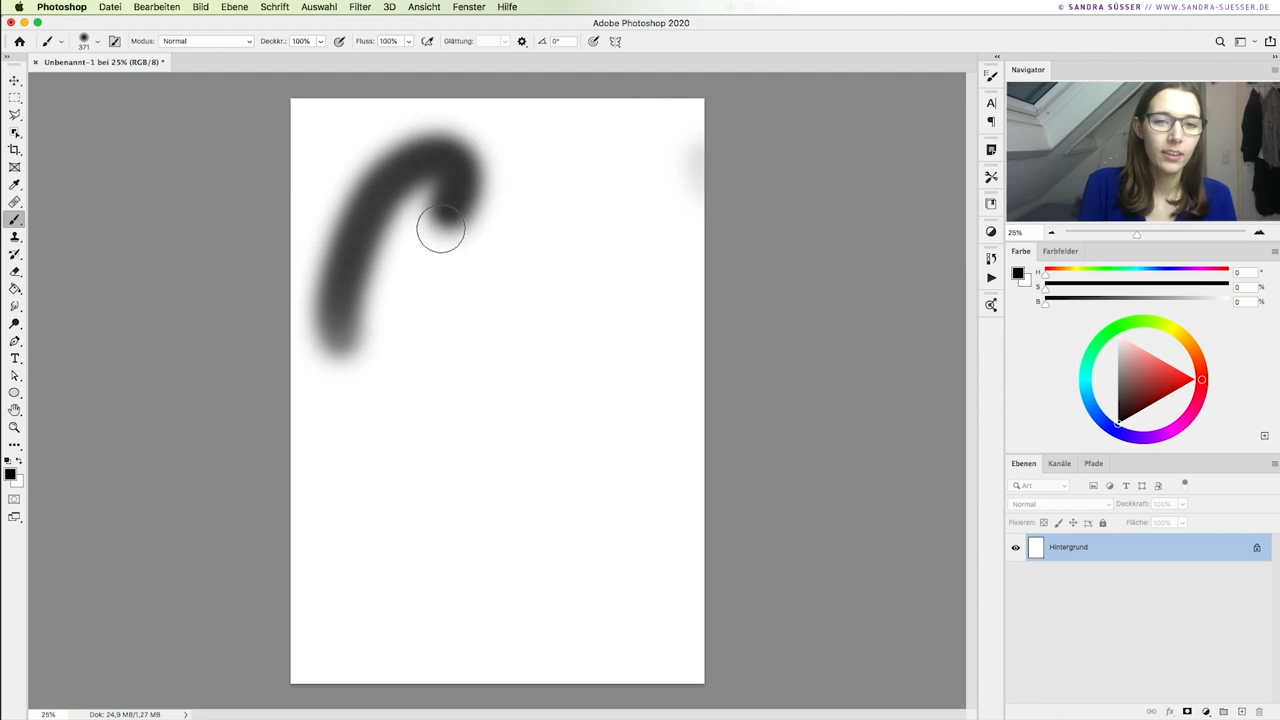 Photoshop Datei Bearbeiten Bild Ebene Schrift Auswahl Filter 3D Ansicht Fenster Hilfe
© SANDRA SÜSSER // WWW.SANDRA-SUESSER.DE
Adobe Photoshop 2020
371 Modus: Normal Deckkr.: 100% Fluss: 100% Glättung: 0°
Unbenannt-1 bei 25% (RGB/8) *
Navigator
25%
Farbe Farbfelder
H 0 °
S 0 %
B 0 %
Ebenen Kanäle Pfade
Art
Normal Deckkraft: 100%
Fixieren: Fläche: 100%
Hintergrund
25% Dok: 24,9 MB/1,27 MB